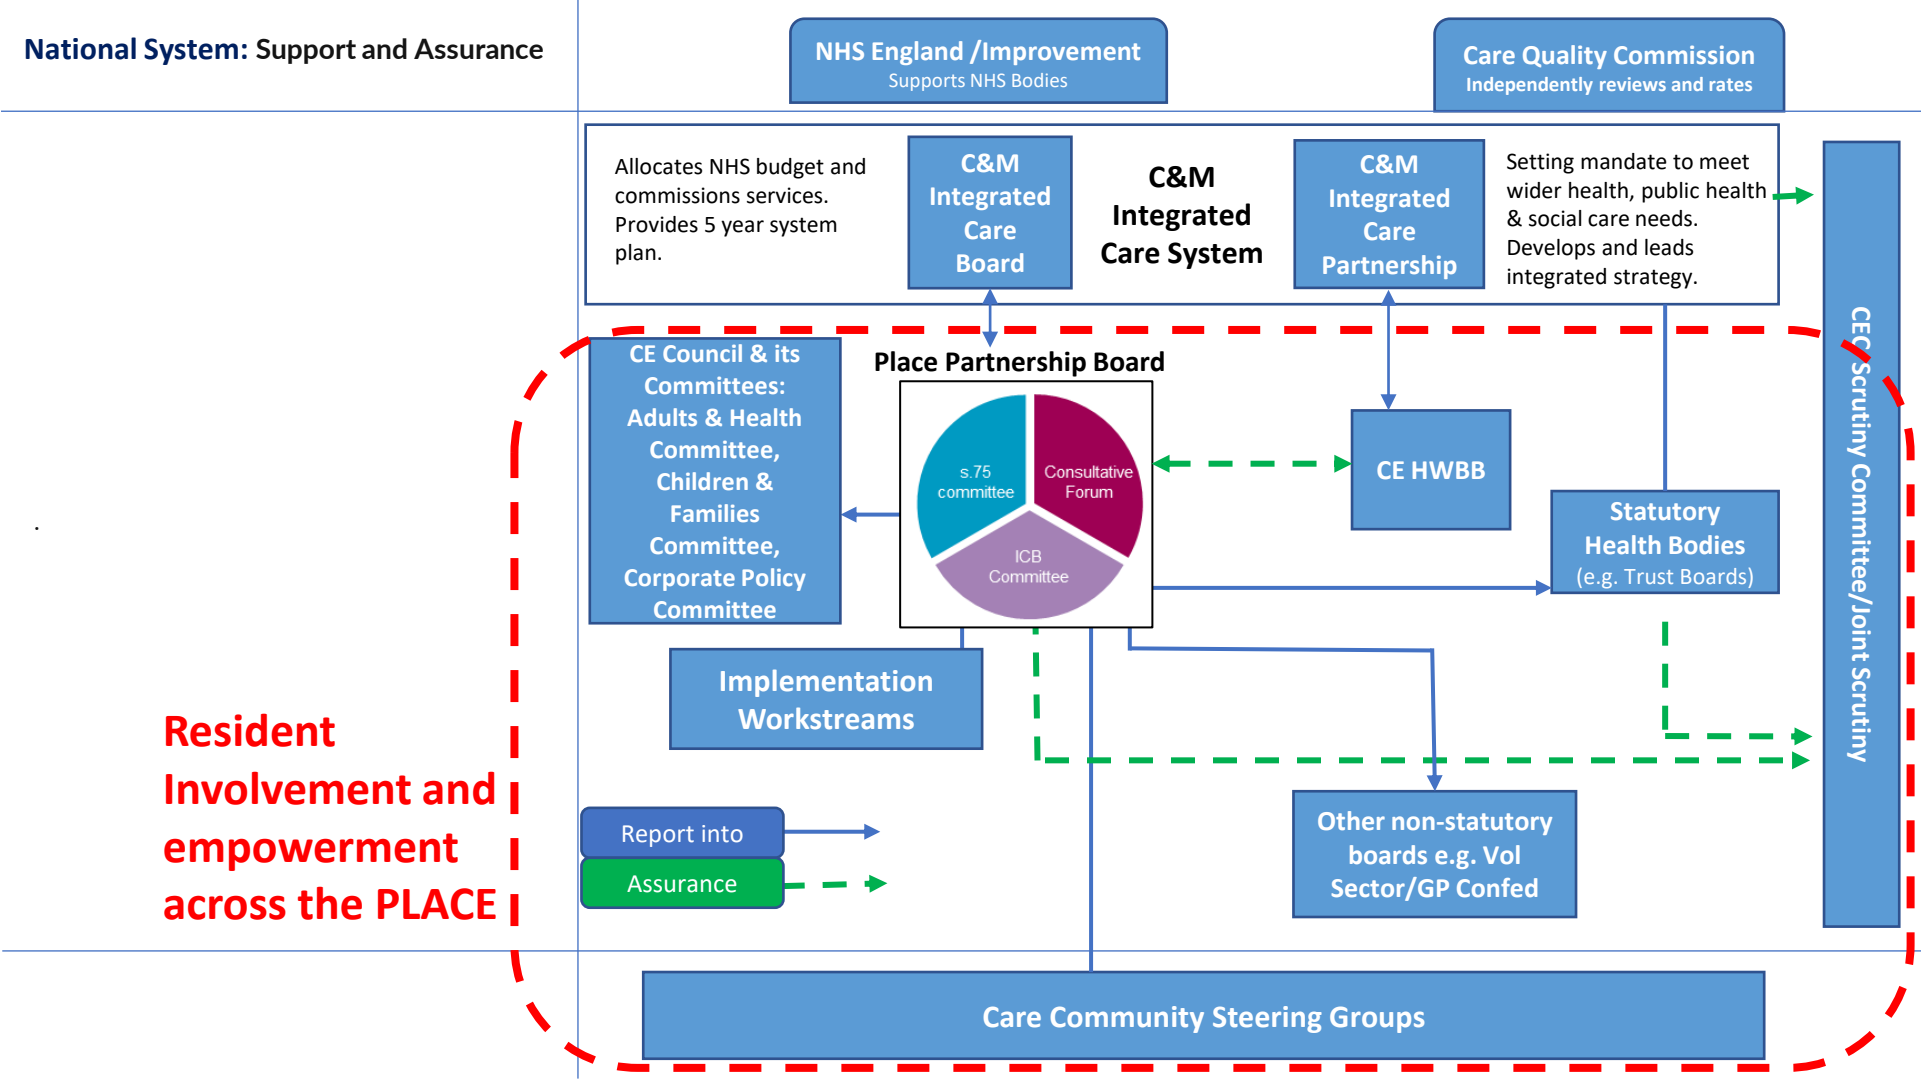 National System: Support and Assurance
NHS England /Improvement
Supports NHS Bodies
Care Quality Commission
Independently reviews and rates
Allocates NHS budget and
commissions services.
Provides 5 year system
plan.
C&M
Integrated
Care
Board
C&M
Integrated
Care System
C&M
Integrated
Care
Partnership
Setting mandate to meet
wider health, public health
& social care needs.
Develops and leads
integrated strategy.
CEC Scrutiny Committee/Joint Scrutiny
CE Council & its
Committees:
Adults & Health
Committee,
Children &
Families
Committee,
Corporate Policy
Committee
Place Partnership Board
s.75
committee
Consultative
Forum
ICB
Committee
CE HWBB
Statutory
Health Bodies
(e.g. Trust Boards)
.
Implementation
Workstreams
Resident
Involvement and
empowerment
across the PLACE
Report into
Assurance
Other non-statutory
boards e.g. Vol
Sector/GP Confed
Care Community Steering Groups